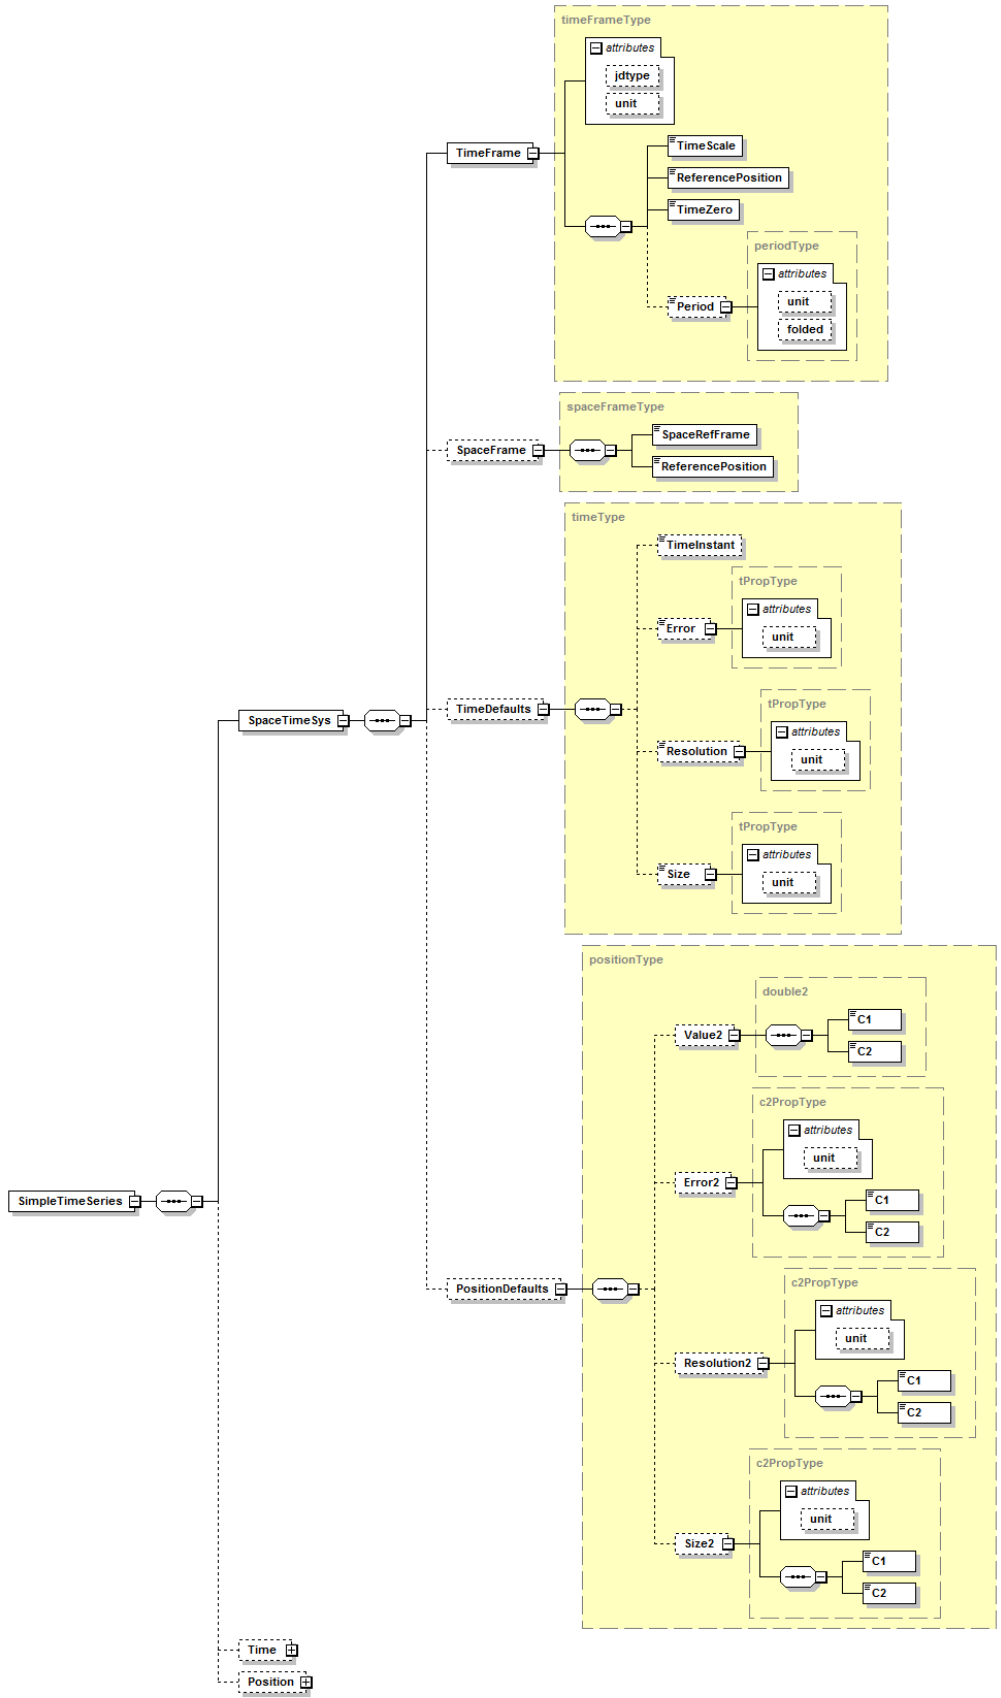 timeFrameType
attributes
jdtype
unit
TimeFrame
TimeScale
ReferencePosition
TimeZero
periodType
attributes
unit
folded
Period
spaceFrameType
SpaceFrame
SpaceRefFrame
ReferencePosition
timeType
TimeInstant
tPropType
attributes
Error
unit
TimeDefaults
tPropType
attributes
Resolution
unit
tPropType
attributes
Size
unit
SpaceTimeSys
positionType
double2
Value2
C1
C2
c2PropType
attributes
unit
Error2
C1
C2
PositionDefaults
c2PropType
attributes
unit
Resolution2
C1
C2
c2PropType
attributes
unit
Size2
C1
C2
SimpleTimeSeries
Time
Position